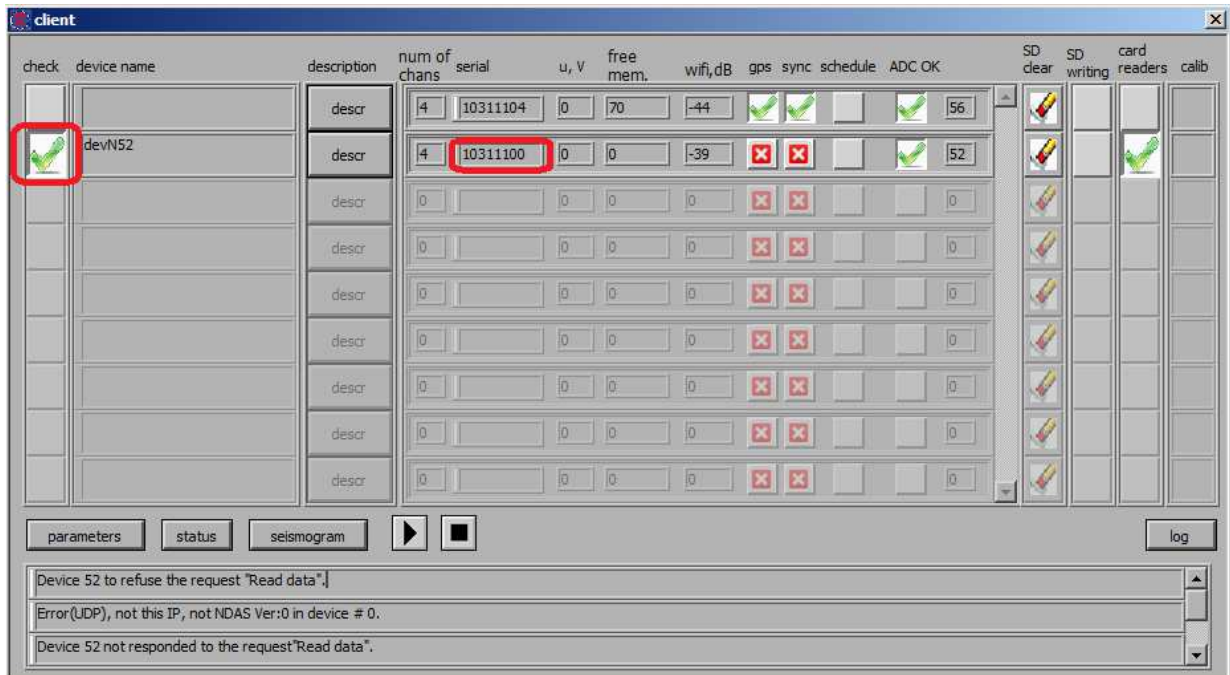 client
check device name description num of chans serial u, V free mem. wifi,dB gps sync schedule ADC OK SD clear SD writing card readers calib
descr 4 10311104 0 70 -44 56
devN52 descr 4 10311100 0 0 -39 52
descr 0 0 0 0 0
descr 0 0 0 0 0
descr 0 0 0 0 0
descr 0 0 0 0 0
descr 0 0 0 0 0
descr 0 0 0 0 0
descr 0 0 0 0 0
parameters status seismogram log
Device 52 to refuse the request "Read data".
Error(UDP), not this IP, not NDAS Ver:0 in device # 0.
Device 52 not responded to the request"Read data".